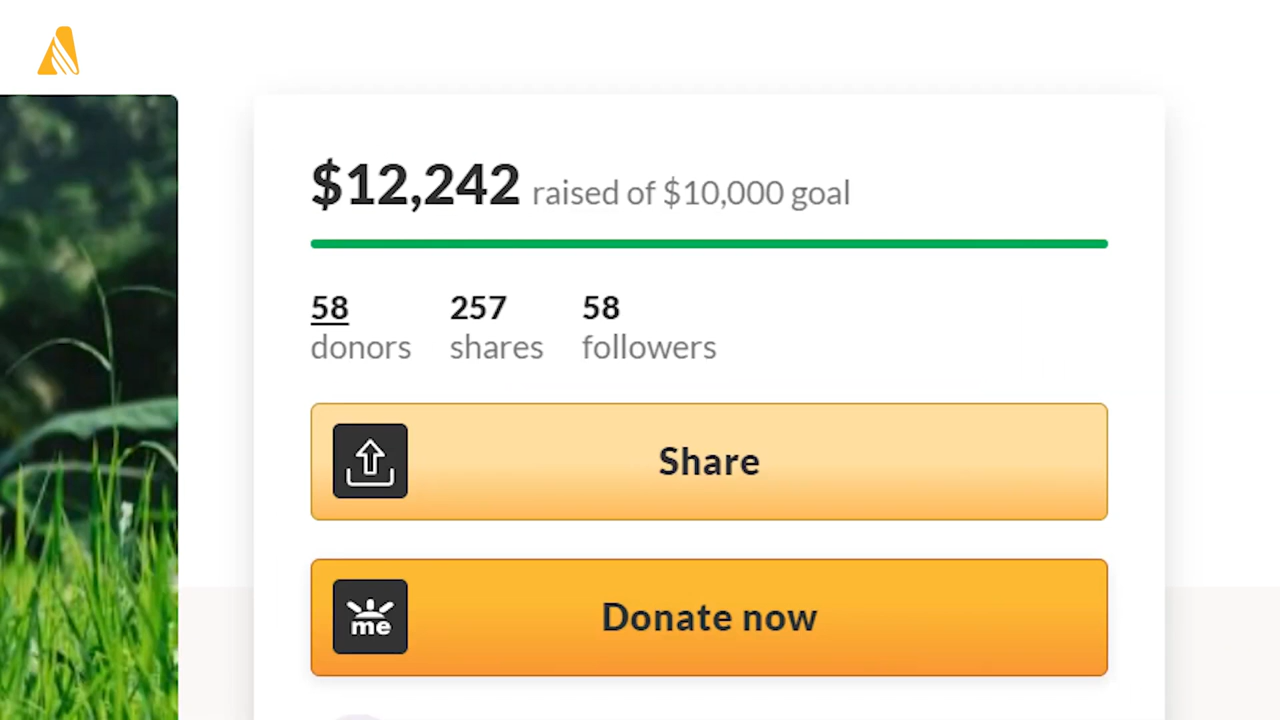 $12,242 raised of $10,000 goal
58 257 58
donors shares followers
Share
me
Donate now